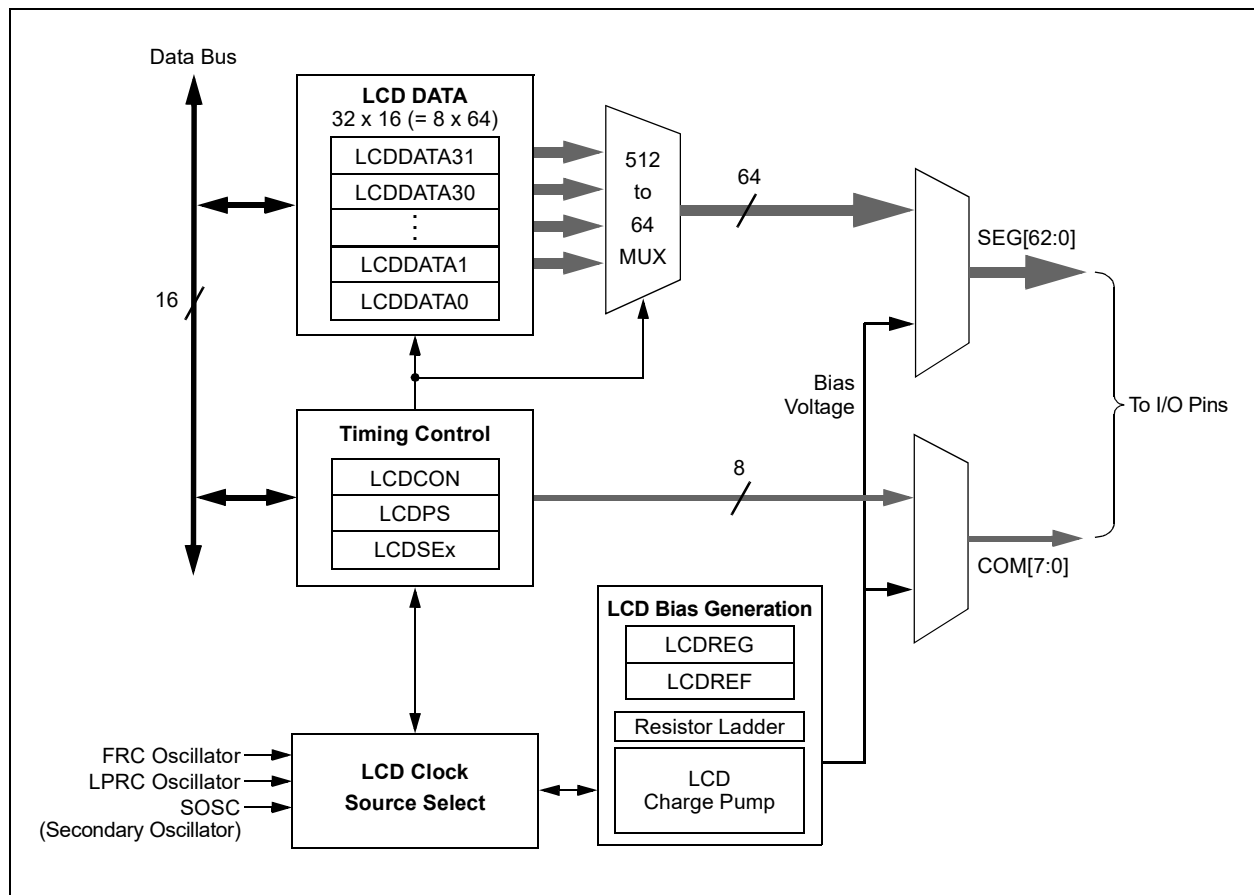 Data Bus
LCD DATA
32 x 16 (= 8 x 64)
LCDDATA31
LCDDATA30
⋮
LCDDATA1
LCDDATA0
512
to
64
MUX
64
SEG[62:0]
16
Bias
Voltage
To I/O Pins
Timing Control
LCDCON
LCDPS
LCDSEx
8
COM[7:0]
LCD Bias Generation
LCDREG
LCDREF
Resistor Ladder
LCD
Charge Pump
FRC Oscillator
LPRC Oscillator
SOSC
(Secondary Oscillator)
LCD Clock
Source Select